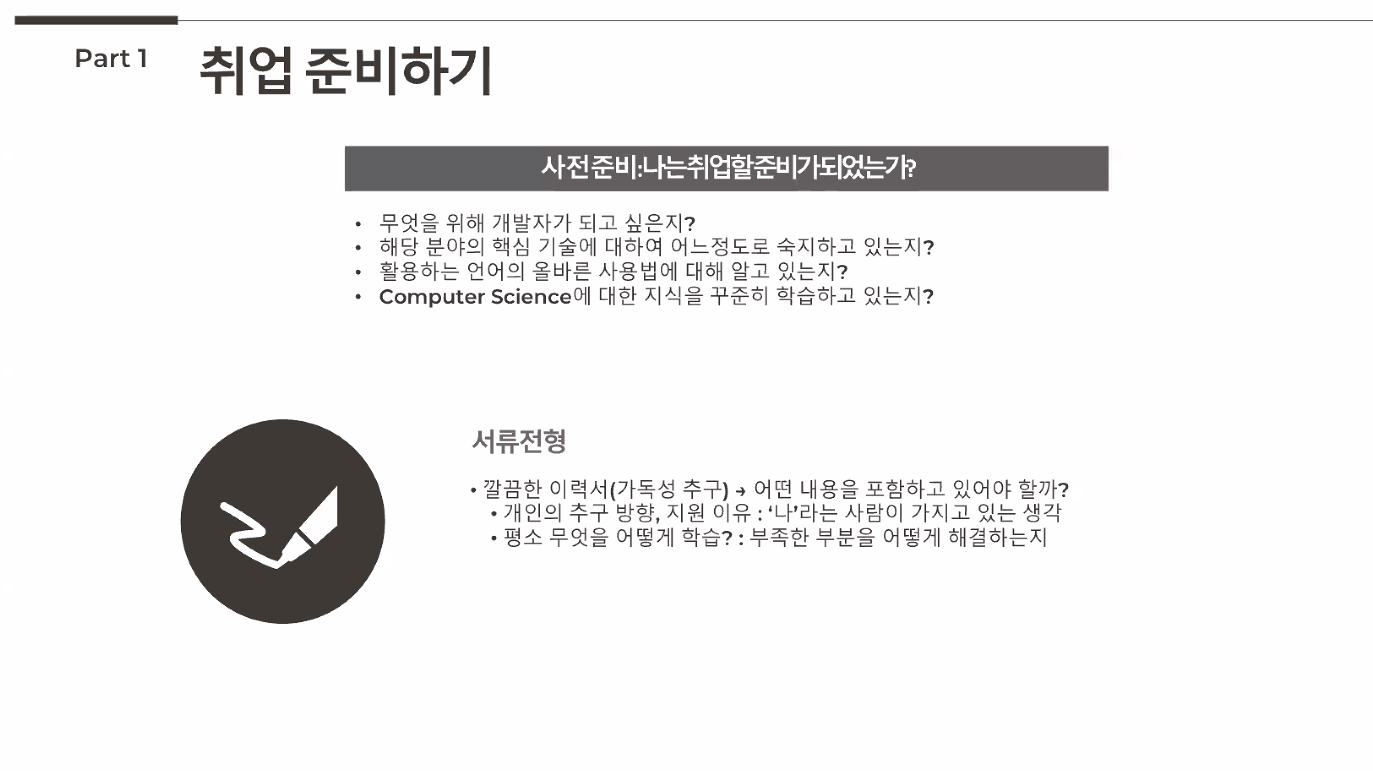 Part 1
취업 준비하기
사전 준비:나는 취업할 준비가 되었는가?
• 무엇을 위해 개발자가 되고 싶은지?
• 해당 분야의 핵심 기술에 대하여 어느정도로 숙지하고 있는지?
• 활용하는 언어의 올바른 사용법에 대해 알고 있는지?
• Computer Science에 대한 지식을 꾸준히 학습하고 있는지?
서류전형
• 깔끔한 이력서(가독성 추구) → 어떤 내용을 포함하고 있어야 할까?
• 개인의 추구 방향, 지원 이유 : ‘나’라는 사람이 가지고 있는 생각
• 평소 무엇을 어떻게 학습? : 부족한 부분을 어떻게 해결하는지